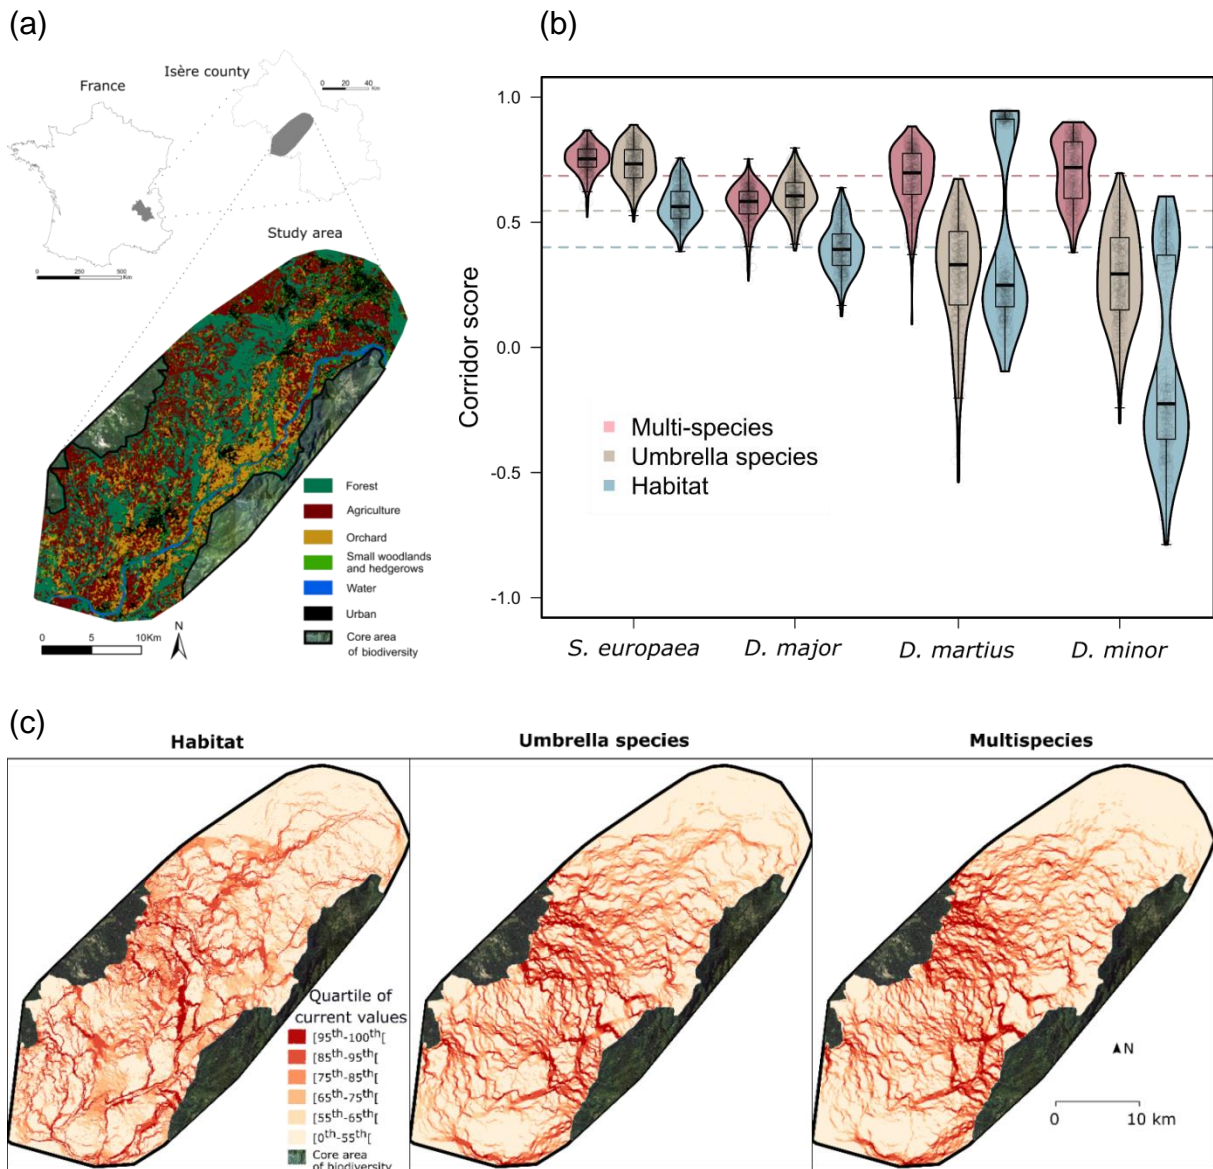 (a)
Isère county
0 20 40
Km
France
0 250 500
Km
Study area
Forest
Agriculture
Orchard
Small woodlands
and hedgerows
Water
Urban
Core area
of biodiversity
0 5 10Km
N
(b)
Corridor score
1.0
0.5
0.0
-0.5
-1.0
Multi-species
Umbrella species
Habitat
S. europaea
D. major
D. martius
D. minor
(c)
Habitat
Umbrella species
Multispecies
Quartile of
current values
[95th-100th[
[85th-95th[
[75th-85th[
[65th-75th[
[55th-65th[
[0th-55th[
Core area
of biodiversity
N
0 10 km